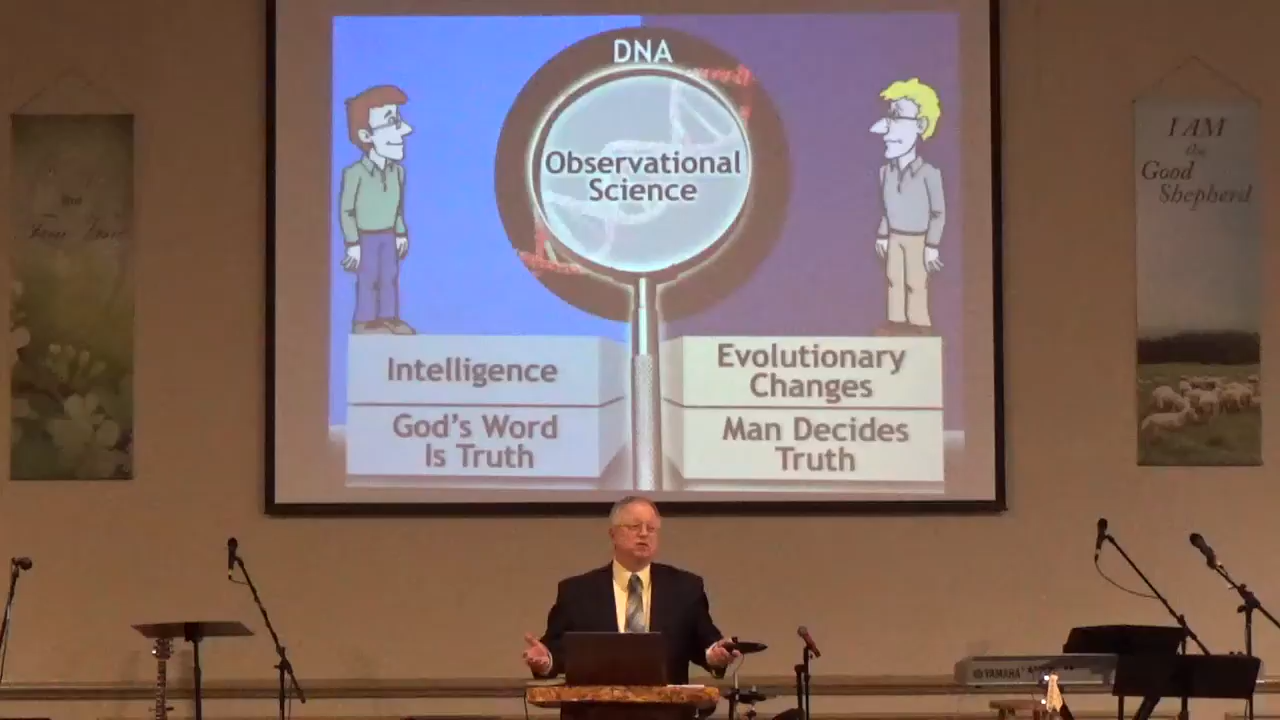 DNA
Observational
Science
Intelligence
God's Word
Is Truth
Evolutionary
Changes
Man Decides
Truth
I AM
the
Good
Shepherd
YAMAHA